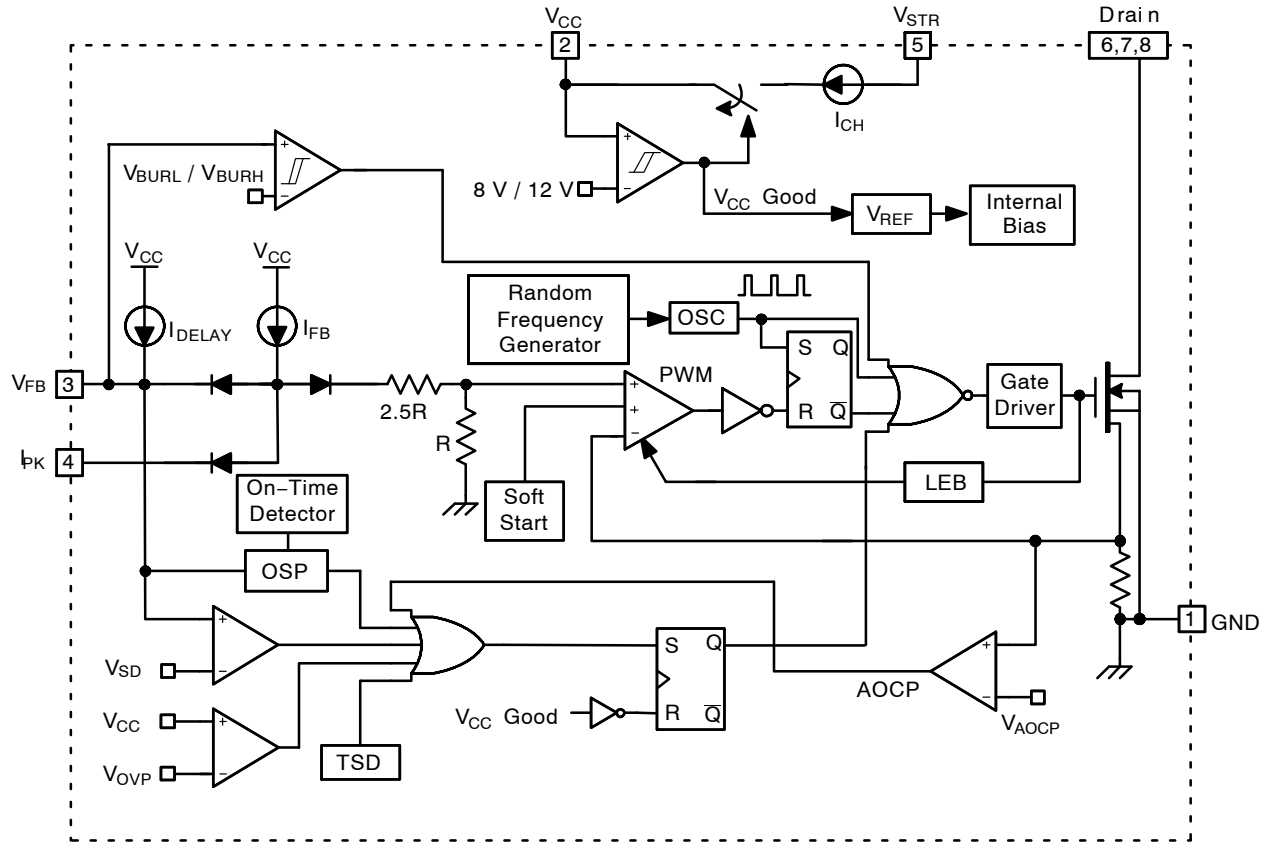 VCC
VSTR
Drain
2
5
6,7,8
ICH
+
−
VBURL / VBURH
+
−
8 V / 12 V
VCC Good
VREF
Internal
Bias
VCC
VCC
IDELAY
IFB
Random
Frequency
Generator
OSC
S
Q
R
Q̅
VFB
3
2.5R
R
+
+
−
PWM
Gate
Driver
IPK
4
LEB
Soft
Start
On−Time
Detector
OSP
+
−
VSD
VCC
VOVP
+
−
TSD
S
Q
R
Q̅
VCC Good
AOCP
+
−
VAOCP
1
GND